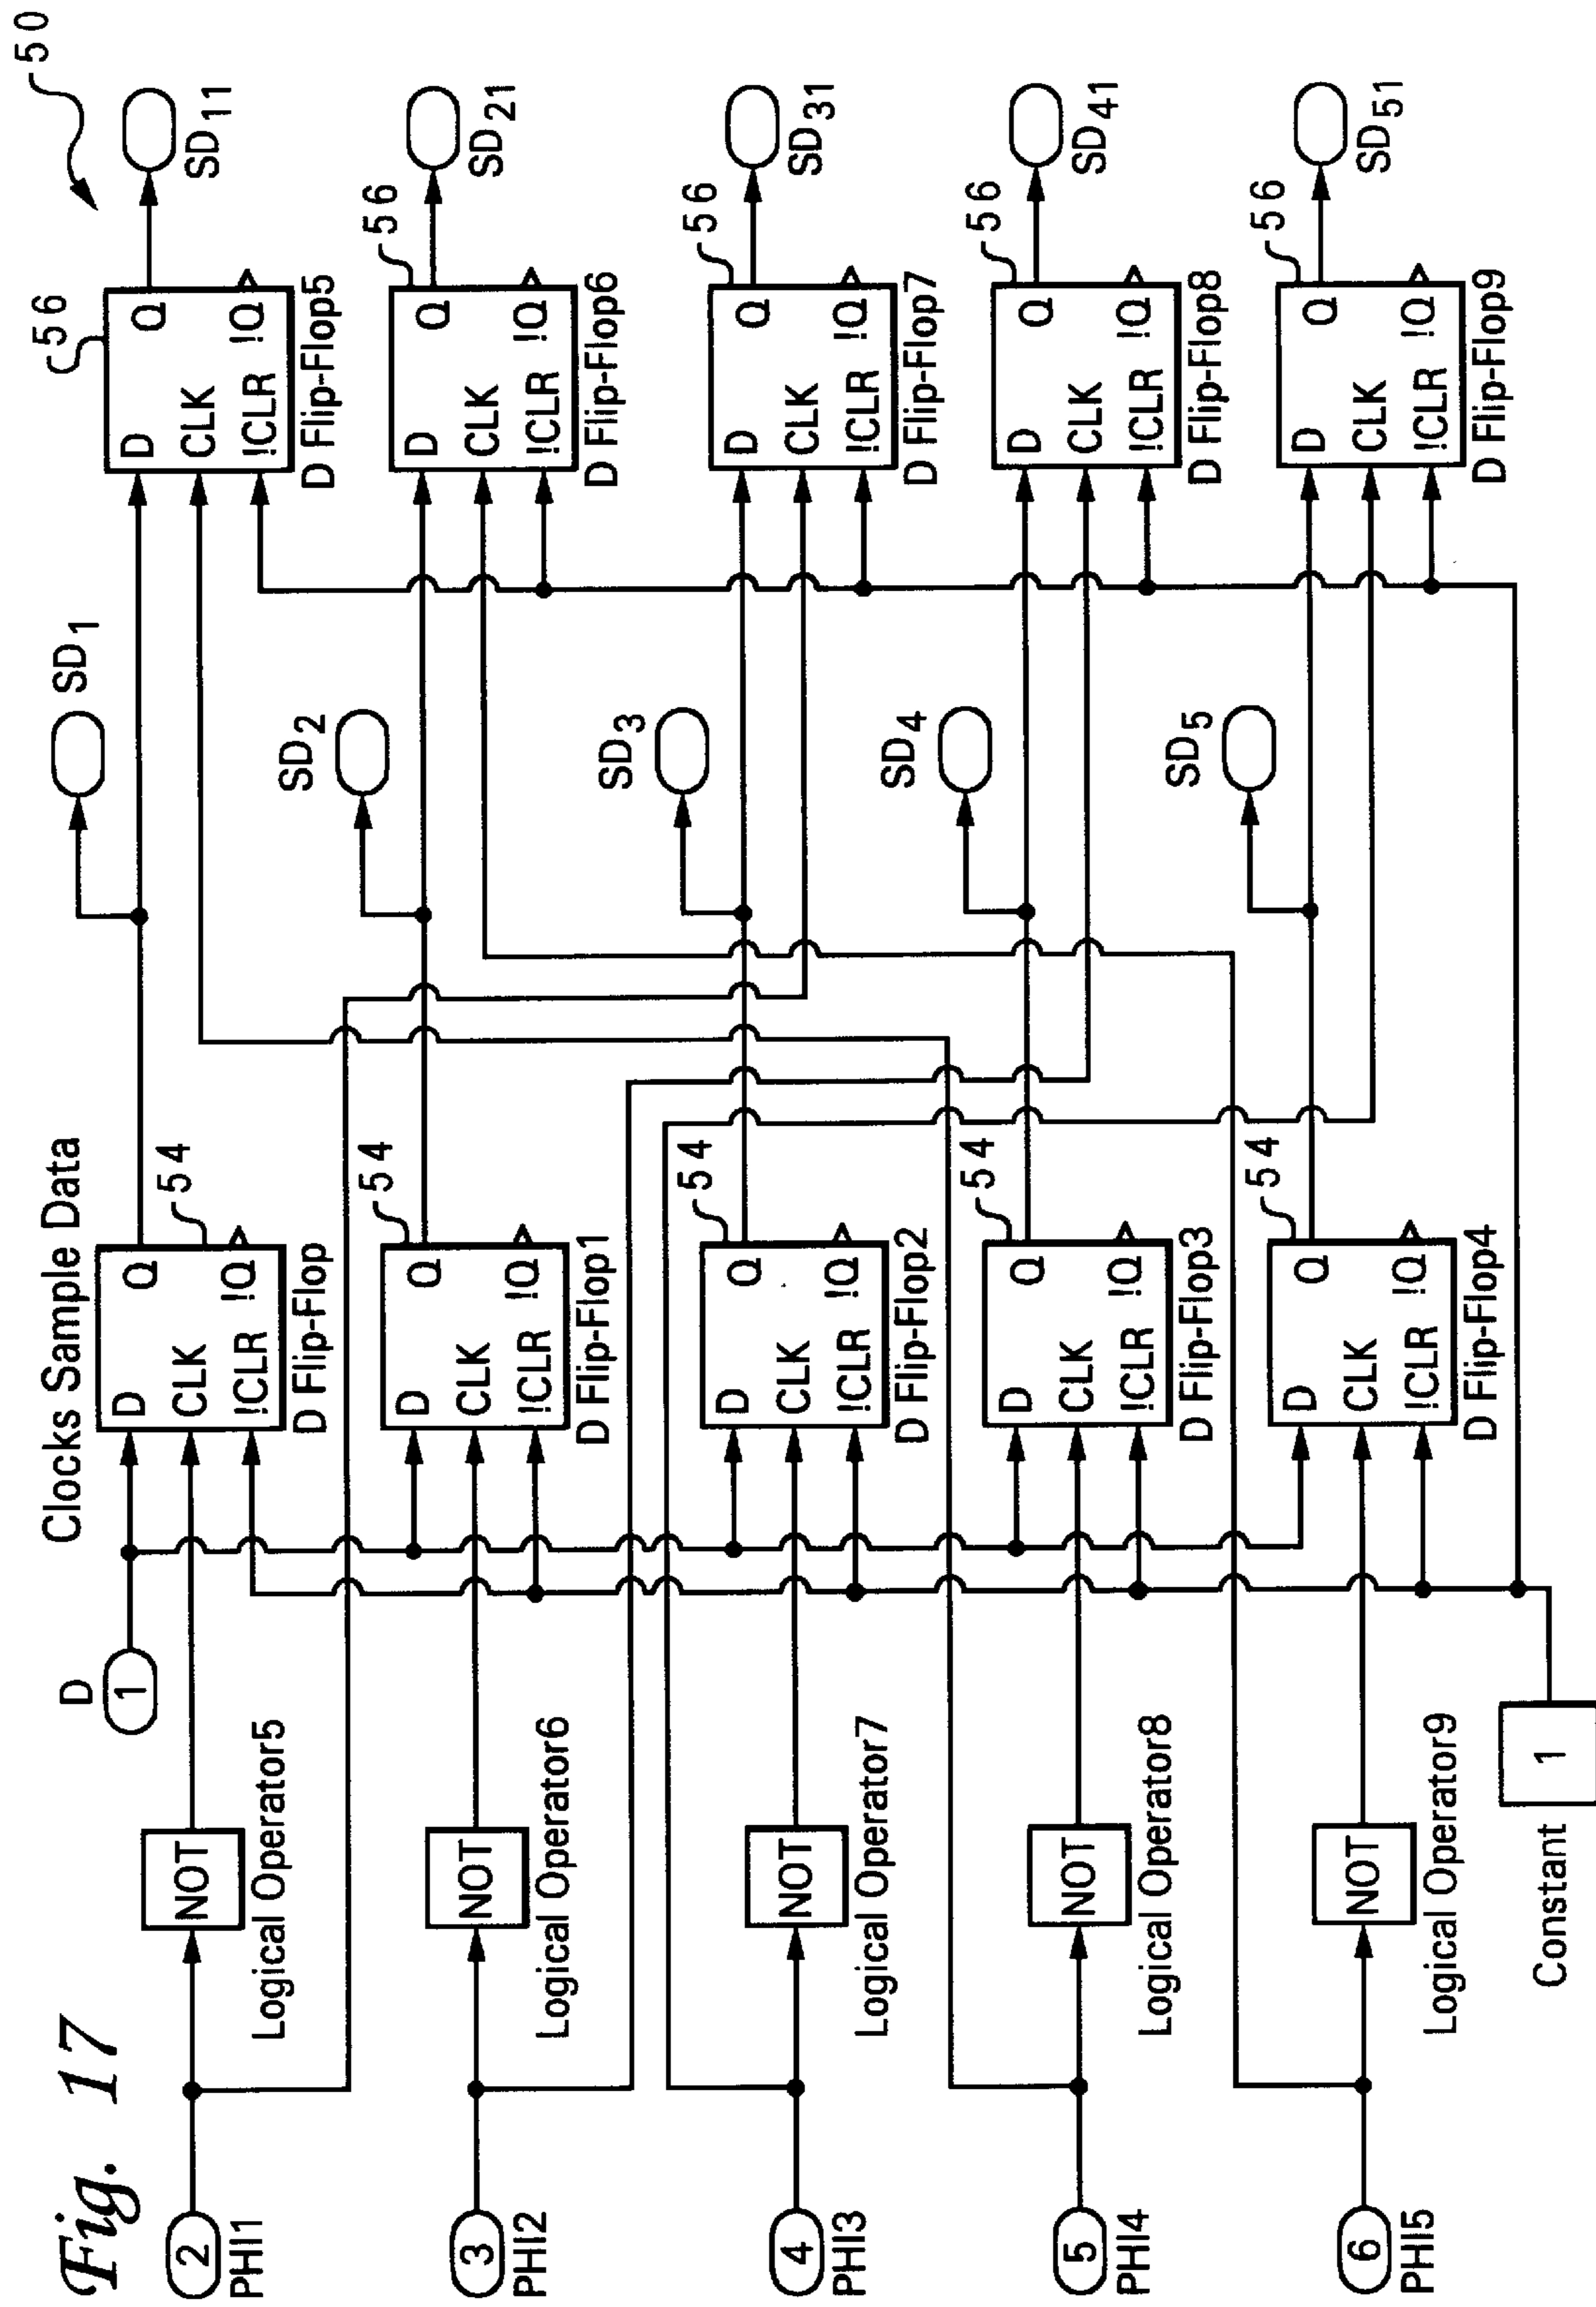 Fig. 17
50
Clocks Sample Data
D
1
2
PHI1
NOT
Logical Operator5
D
CLK
!CLR
Q
!Q
D Flip-Flop
54
SD1
D
CLK
!CLR
Q
!Q
D Flip-Flop5
56
SD11
3
PHI2
NOT
Logical Operator6
D
CLK
!CLR
Q
!Q
D Flip-Flop1
54
SD2
D
CLK
!CLR
Q
!Q
D Flip-Flop6
56
SD21
4
PHI3
NOT
Logical Operator7
D
CLK
!CLR
Q
!Q
D Flip-Flop2
54
SD3
D
CLK
!CLR
Q
!Q
D Flip-Flop7
56
SD31
5
PHI4
NOT
Logical Operator8
D
CLK
!CLR
Q
!Q
D Flip-Flop3
54
SD4
D
CLK
!CLR
Q
!Q
D Flip-Flop8
56
SD41
6
PHI5
NOT
Logical Operator9
D
CLK
!CLR
Q
!Q
D Flip-Flop4
54
SD5
D
CLK
!CLR
Q
!Q
D Flip-Flop9
56
SD51
1
Constant